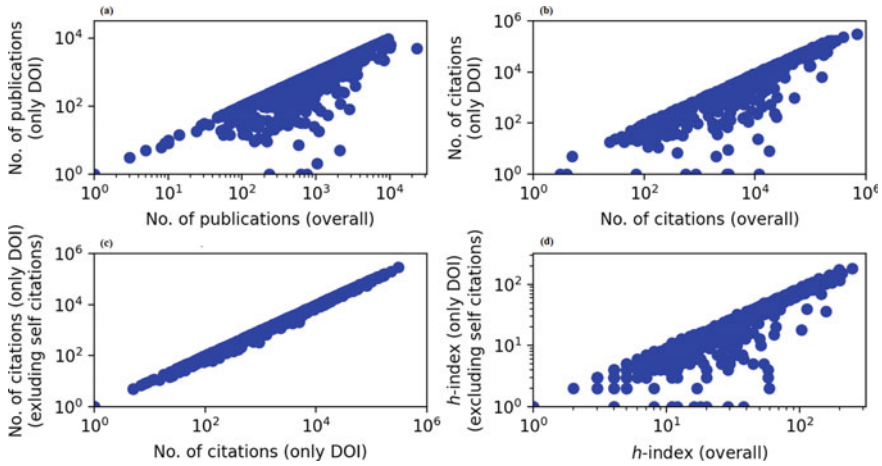 (a)
No. of publications
(only DOI)
10^4
10^2
10^0
10^0 10^1 10^2 10^3 10^4
No. of publications (overall)
(b)
No. of citations
(only DOI)
10^6
10^4
10^2
10^0
10^0 10^2 10^4 10^6
No. of citations (overall)
(c)
No. of citations (only DOI)
(exluding self citations)
10^6
10^4
10^2
10^0
10^0 10^2 10^4 10^6
No. of citations (only DOI)
(d)
h-index (only DOI)
(excluding self citations)
10^2
10^1
10^0
10^0 10^1 10^2
h-index (overall)